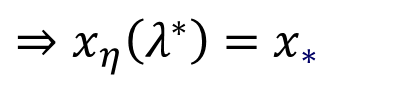 ⇒ x_η(λ*) = x_*